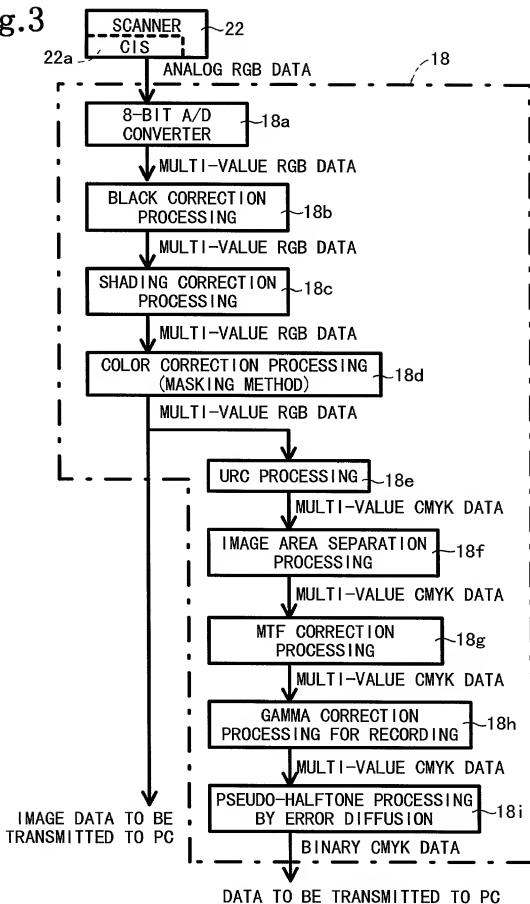 g.3
SCANNER
22
CIS
22a
ANALOG RGB DATA
18
8-BIT A/D
CONVERTER
18a
MULTI-VALUE RGB DATA
BLACK CORRECTION
PROCESSING
18b
MULTI-VALUE RGB DATA
SHADING CORRECTION
PROCESSING
18c
MULTI-VALUE RGB DATA
COLOR CORRECTION PROCESSING
(MASKING METHOD)
18d
MULTI-VALUE RGB DATA
URC PROCESSING
18e
MULTI-VALUE CMYK DATA
IMAGE AREA SEPARATION
PROCESSING
18f
MULTI-VALUE CMYK DATA
MTF CORRECTION
PROCESSING
18g
MULTI-VALUE CMYK DATA
GAMMA CORRECTION
PROCESSING FOR RECORDING
18h
MULTI-VALUE CMYK DATA
PSEUDO-HALFTONE PROCESSING
BY ERROR DIFFUSION
18i
IMAGE DATA TO BE
TRANSMITTED TO PC
BINARY CMYK DATA
DATA TO BE TRANSMITTED TO PC